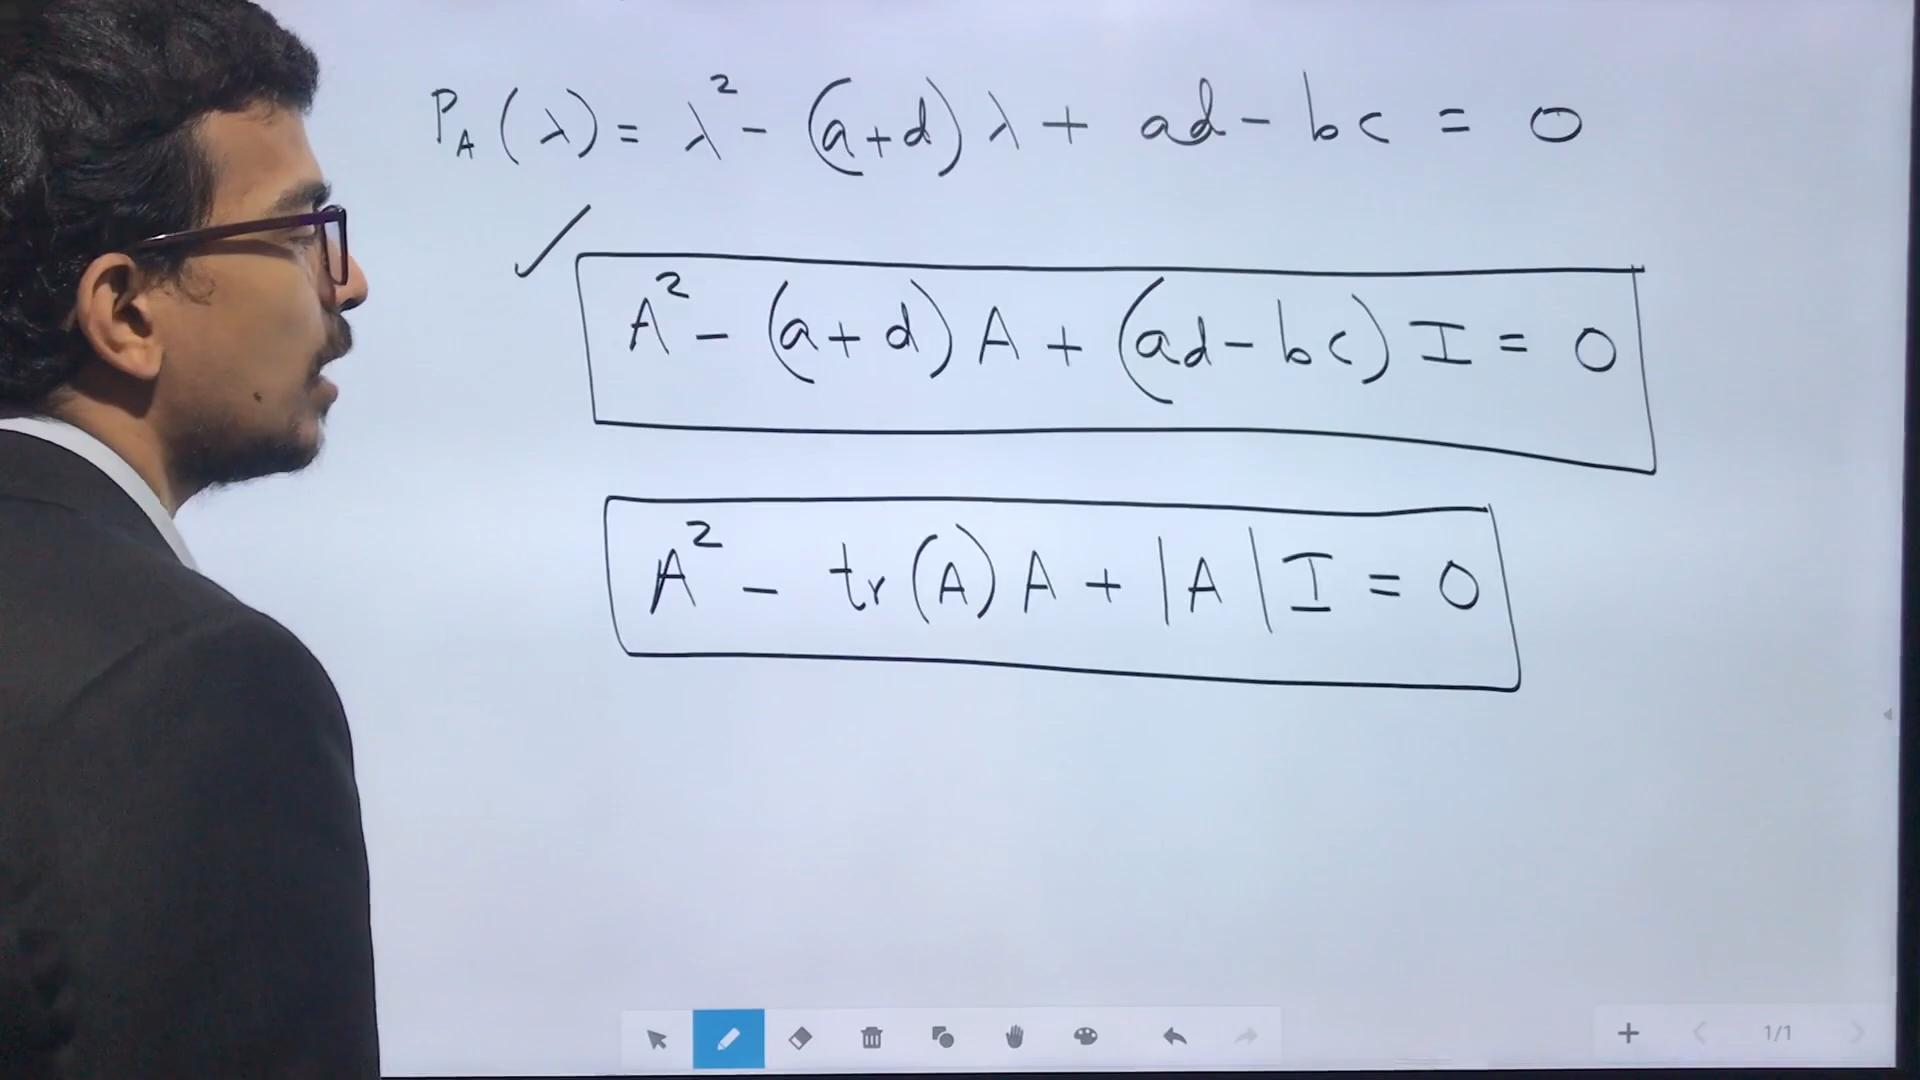 P_A(λ) = λ² - (a+d)λ + ad - bc = 0
A² - (a+d)A + (ad-bc)I = 0
A² - tr(A)A + |A|I = 0
1/1